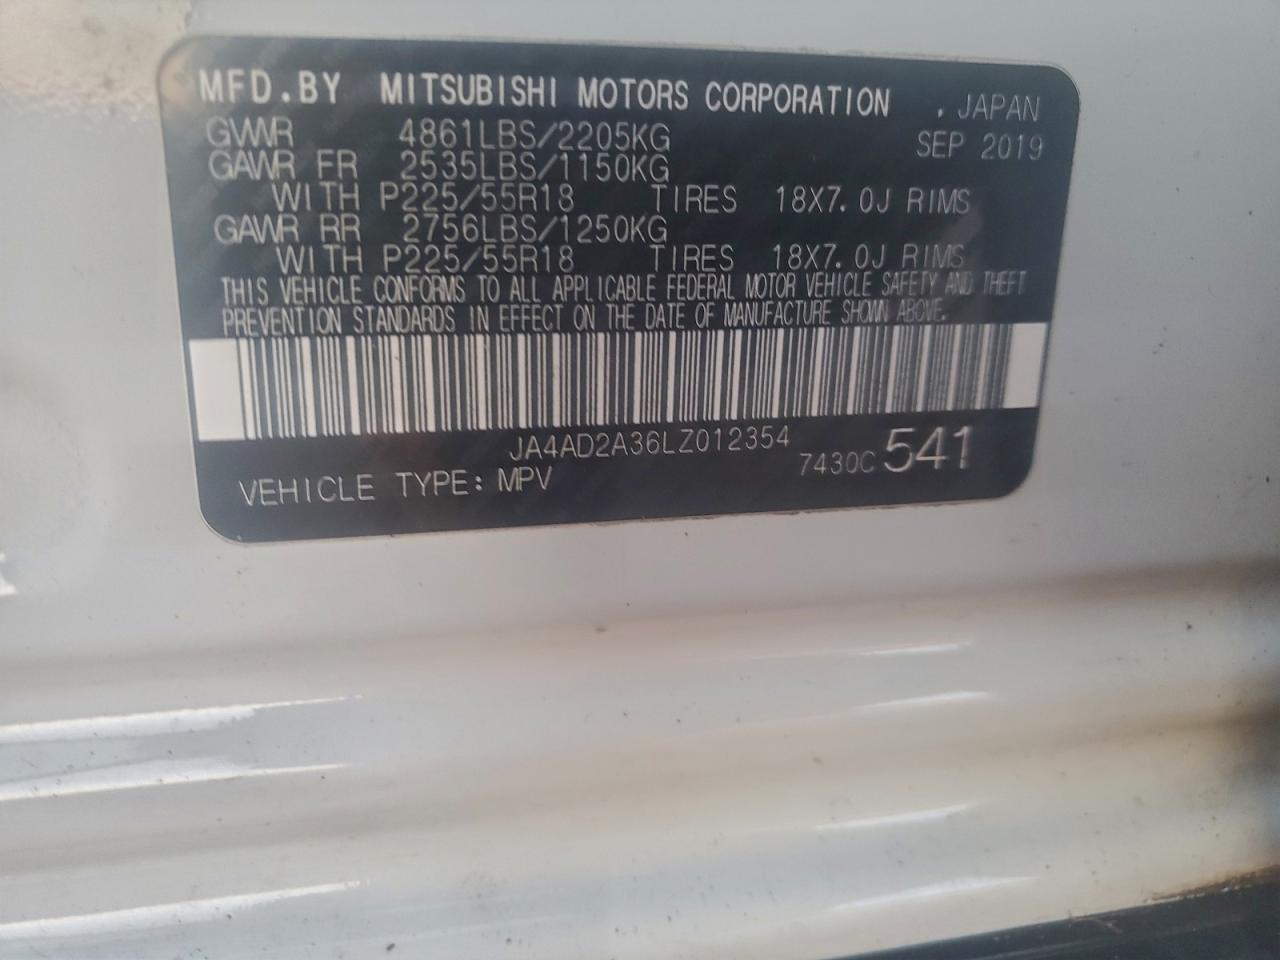 MFD.BY MITSUBISHI MOTORS CORPORATION .JAPAN
GVWR 4861LBS/2205KG SEP 2019
GAWR FR 2535LBS/1150KG
WITH P225/55R18 TIRES 18X7.0J RIMS
GAWR RR 2756LBS/1250KG
WITH P225/55R18 TIRES 18X7.0J RIMS
THIS VEHICLE CONFORMS TO ALL APPLICABLE FEDERAL MOTOR VEHICLE SAFETY AND THEFT
PREVENTION STANDARDS IN EFFECT ON THE DATE OF MANUFACTURE SHOWN ABOVE.
JA4AD2A36LZ012354
7430C 541
VEHICLE TYPE: MPV